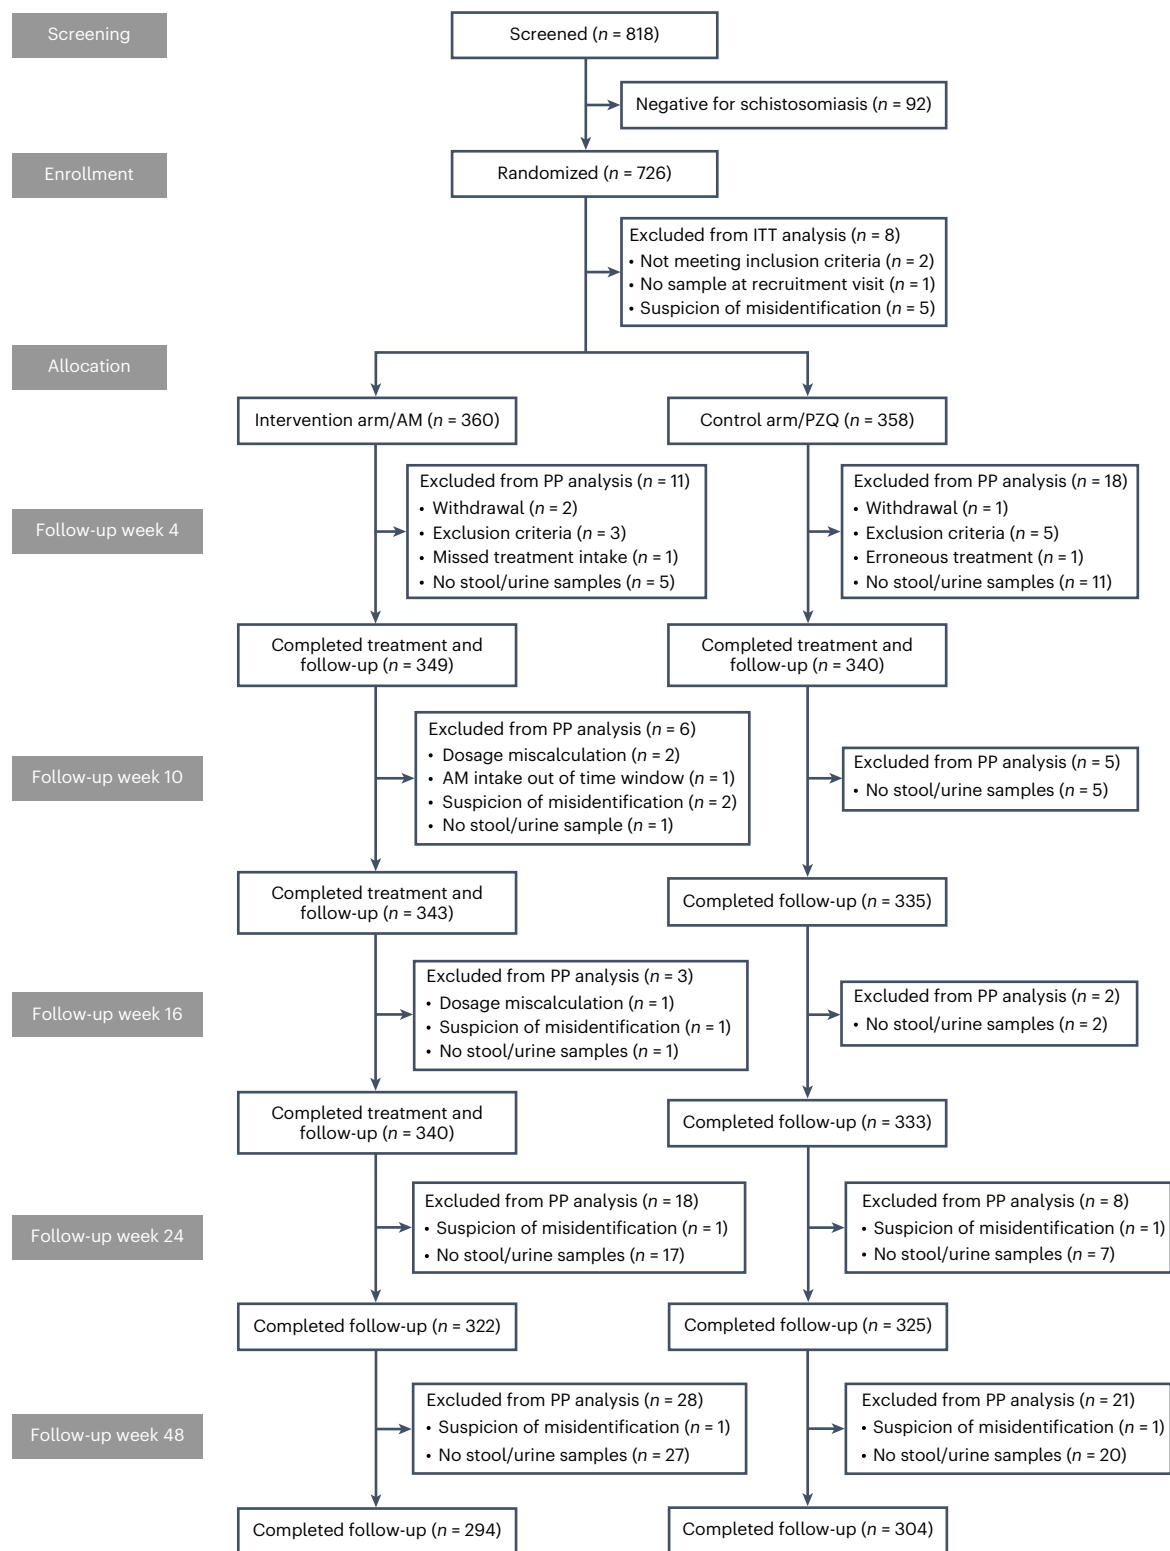 Screening
Screened (n = 818)
Negative for schistosomiasis (n = 92)
Enrollment
Randomized (n = 726)
Excluded from ITT analysis (n = 8)
• Not meeting inclusion criteria (n = 2)
• No sample at recruitment visit (n = 1)
• Suspicion of misidentification (n = 5)
Allocation
Intervention arm/AM (n = 360)
Control arm/PZQ (n = 358)
Follow-up week 4
Excluded from PP analysis (n = 11)
• Withdrawal (n = 2)
• Exclusion criteria (n = 3)
• Missed treatment intake (n = 1)
• No stool/urine samples (n = 5)
Excluded from PP analysis (n = 18)
• Withdrawal (n = 1)
• Exclusion criteria (n = 5)
• Erroneous treatment (n = 1)
• No stool/urine samples (n = 11)
Completed treatment and
follow-up (n = 349)
Completed treatment and
follow-up (n = 340)
Follow-up week 10
Excluded from PP analysis (n = 6)
• Dosage miscalculation (n = 2)
• AM intake out of time window (n = 1)
• Suspicion of misidentification (n = 2)
• No stool/urine sample (n = 1)
Excluded from PP analysis (n = 5)
• No stool/urine samples (n = 5)
Completed treatment and
follow-up (n = 343)
Completed follow-up (n = 335)
Follow-up week 16
Excluded from PP analysis (n = 3)
• Dosage miscalculation (n = 1)
• Suspicion of misidentification (n = 1)
• No stool/urine samples (n = 1)
Excluded from PP analysis (n = 2)
• No stool/urine samples (n = 2)
Completed treatment and
follow-up (n = 340)
Completed follow-up (n = 333)
Follow-up week 24
Excluded from PP analysis (n = 18)
• Suspicion of misidentification (n = 1)
• No stool/urine samples (n = 17)
Excluded from PP analysis (n = 8)
• Suspicion of misidentification (n = 1)
• No stool/urine samples (n = 7)
Completed follow-up (n = 322)
Completed follow-up (n = 325)
Follow-up week 48
Excluded from PP analysis (n = 28)
• Suspicion of misidentification (n = 1)
• No stool/urine samples (n = 27)
Excluded from PP analysis (n = 21)
• Suspicion of misidentification (n = 1)
• No stool/urine samples (n = 20)
Completed follow-up (n = 294)
Completed follow-up (n = 304)